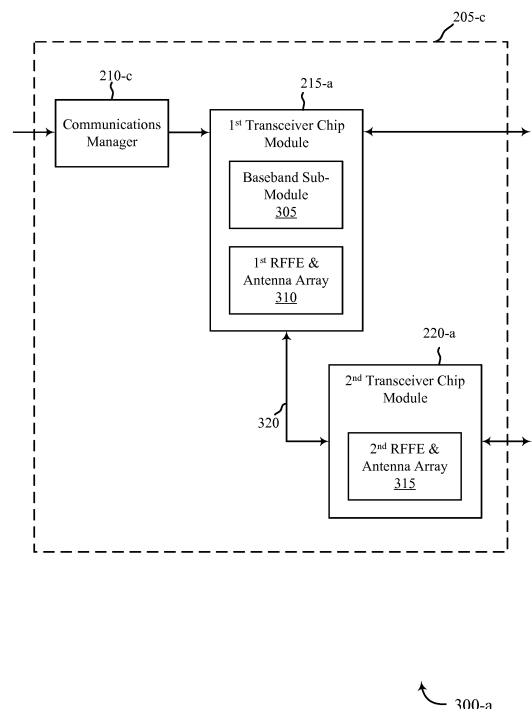 205-c
210-c
215-a
Communications
Manager
1st Transceiver Chip
Module
Baseband Sub-
Module
305
1st RFFE &
Antenna Array
310
220-a
2nd Transceiver Chip
Module
320
2nd RFFE &
Antenna Array
315
300-a